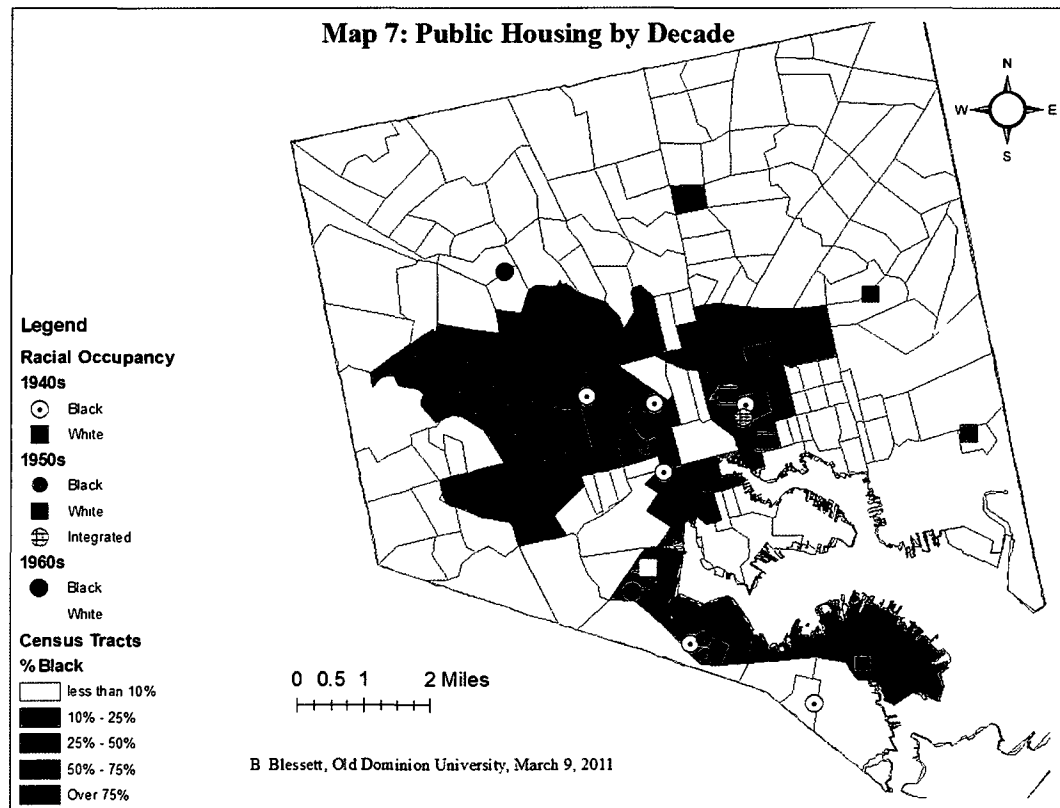 Map 7: Public Housing by Decade
N
W E
S
Legend
Racial Occupancy
1940s
Black
White
1950s
Black
White
Integrated
1960s
Black
White
Census Tracts
% Black
less than 10%
10% - 25%
25% - 50%
50% - 75%
Over 75%
0 0.5 1 2 Miles
B Blessett, Old Dominion University, March 9, 2011